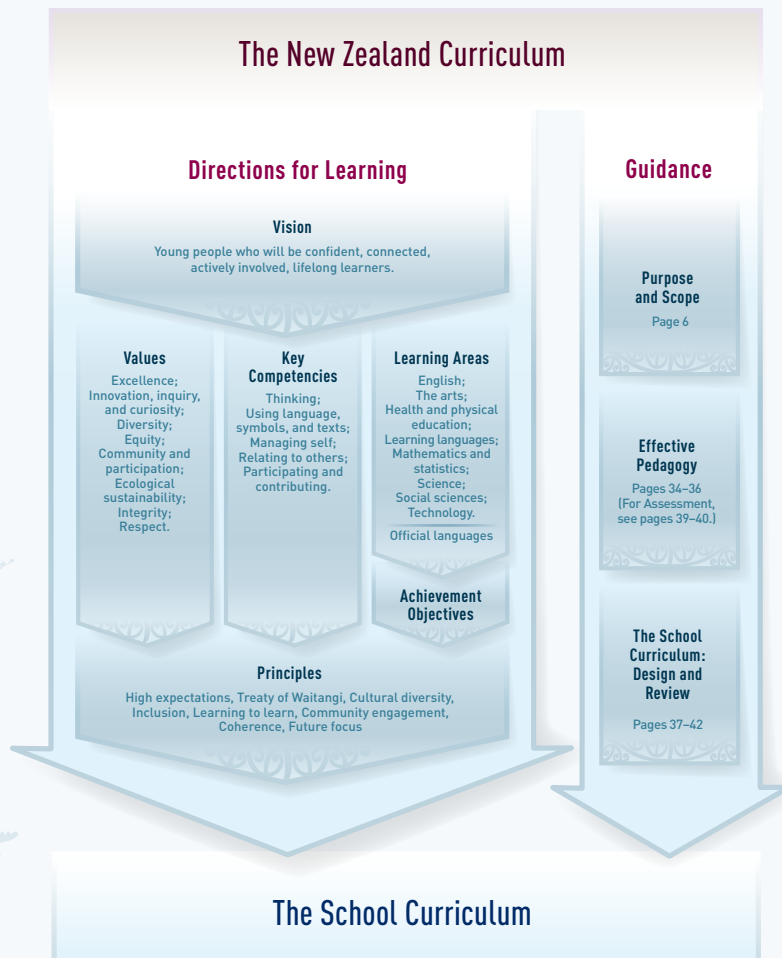 The New Zealand Curriculum
Directions for Learning
Vision
Young people who will be confident, connected,
actively involved, lifelong learners.
Values
Excellence;
Innovation, inquiry,
and curiosity;
Diversity;
Equity;
Community and
participation;
Ecological
sustainability;
Integrity;
Respect.
Key
Competencies
Thinking;
Using language,
symbols, and texts;
Managing self;
Relating to others;
Participating and
contributing.
Learning Areas
English;
The arts;
Health and physical
education;
Learning languages;
Mathematics and
statistics;
Science;
Social sciences;
Technology.
Official languages
Achievement
Objectives
Principles
High expectations, Treaty of Waitangi, Cultural diversity,
Inclusion, Learning to learn, Community engagement,
Coherence, Future focus
Guidance
Purpose
and Scope
Page 6
Effective
Pedagogy
Pages 34–36
(For Assessment,
see pages 39–40.)
The School
Curriculum:
Design and
Review
Pages 37–42
The School Curriculum